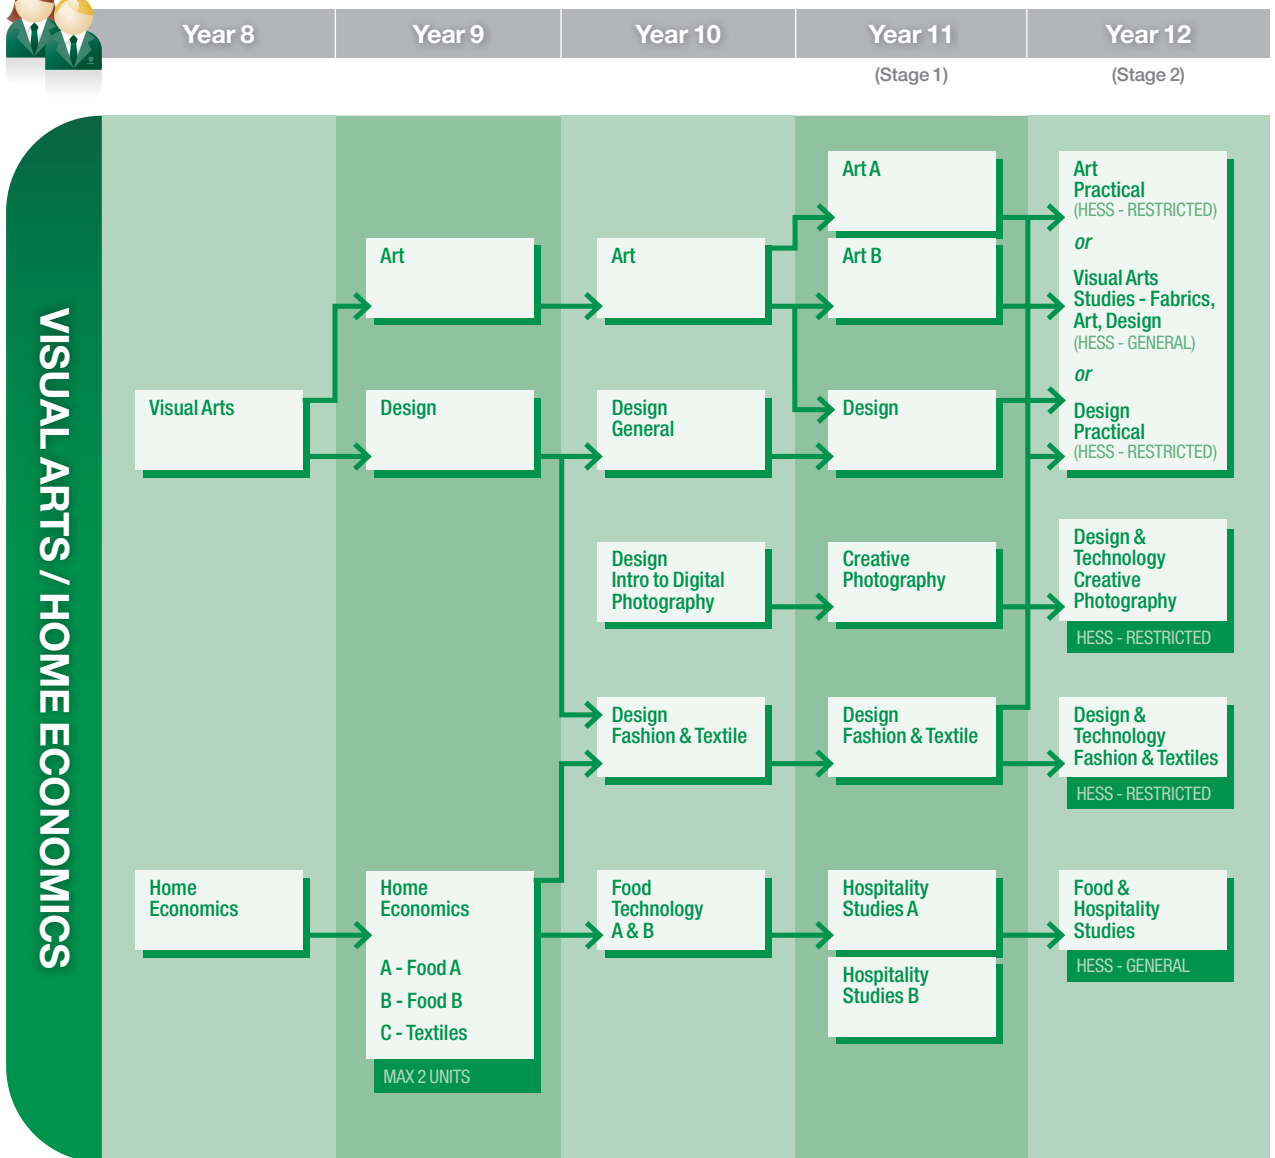 Year 8
Year 9
Year 10
Year 11
Year 12
(Stage 1)
(Stage 2)
VISUAL ARTS / HOME ECONOMICS
Visual Arts
Home
Economics
Art
Design
Home
Economics
A - Food A
B - Food B
C - Textiles
MAX 2 UNITS
Art
Design
General
Design
Intro to Digital
Photography
Design
Fashion & Textile
Food
Technology
A & B
Art A
Art B
Design
Creative
Photography
Design
Fashion & Textile
Hospitality
Studies A
Hospitality
Studies B
Art
Practical
(HESS - RESTRICTED)
or
Visual Arts
Studies - Fabrics,
Art, Design
(HESS - GENERAL)
or
Design
Practical
(HESS - RESTRICTED)
Design &
Technology
Creative
Photography
HESS - RESTRICTED
Design &
Technology
Fashion & Textiles
HESS - RESTRICTED
Food &
Hospitality
Studies
HESS - GENERAL